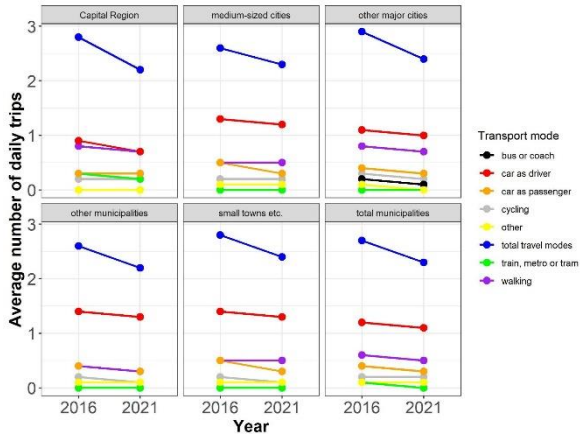 Capital Region
medium-sized cities
other major cities
3
2
1
0
other municipalities
small towns etc.
total municipalities
3
2
1
0
2016 2021
2016 2021
2016 2021
Average number of daily trips
Year
Transport mode
bus or coach
car as driver
car as passenger
cycling
other
total travel modes
train, metro or tram
walking